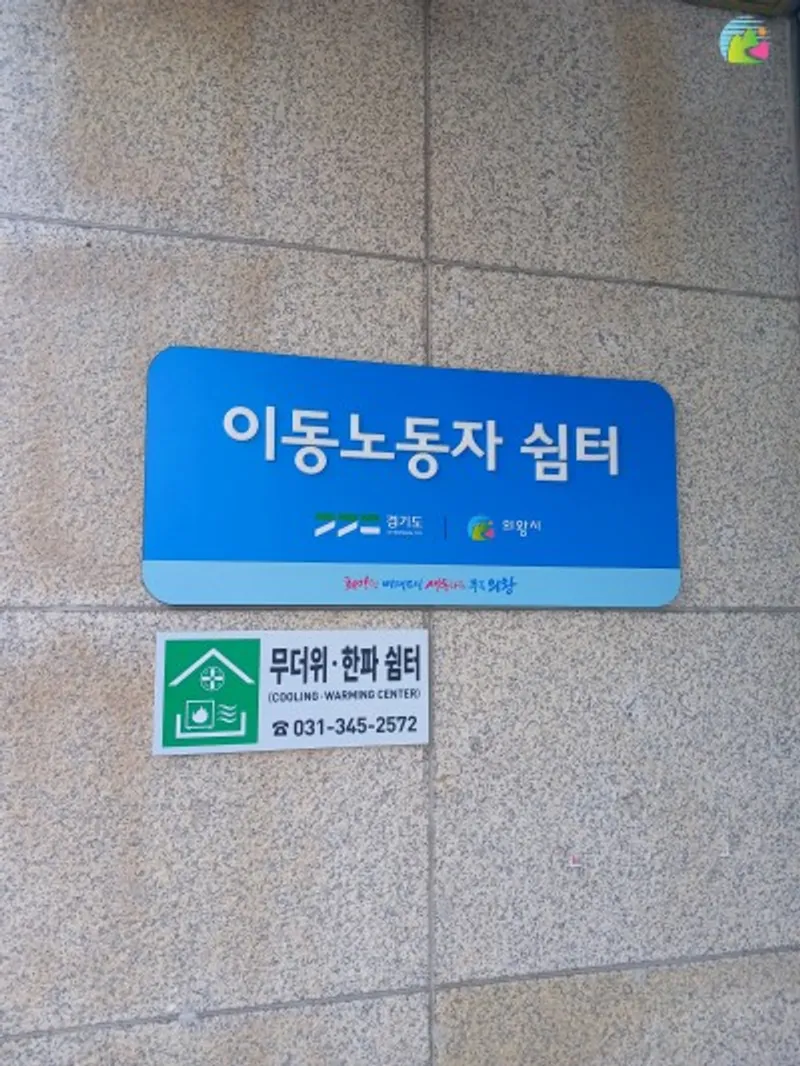 이동노동자 쉼터
경기도
의왕시
무더위·한파 쉼터
(COOLING·WARMING CENTER)
☎ 031-345-2572